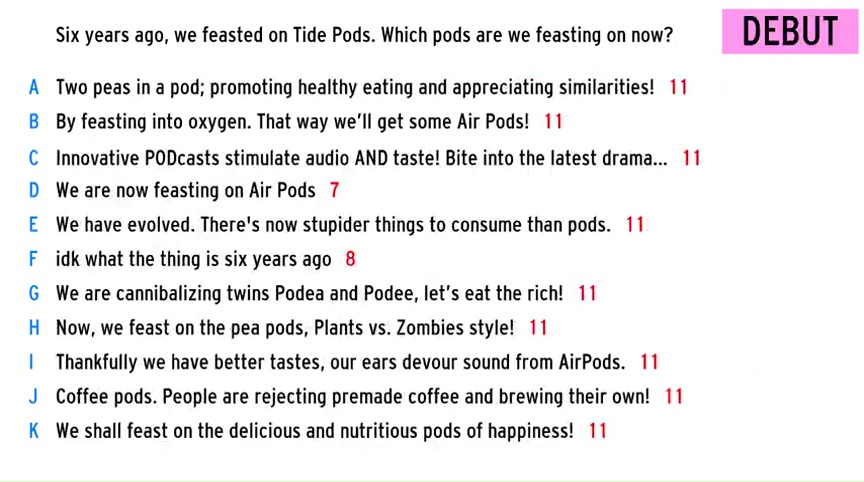 Six years ago, we feasted on Tide Pods. Which pods are we feasting on now?
DEBUT
A Two peas in a pod; promoting healthy eating and appreciating similarities! 11
B By feasting into oxygen. That way we'll get some Air Pods! 11
C Innovative PODcasts stimulate audio AND taste! Bite into the latest drama... 11
D We are now feasting on Air Pods 7
E We have evolved. There's now stupider things to consume than pods. 11
F idk what the thing is six years ago 8
G We are cannibalizing twins Podea and Podee, let's eat the rich! 11
H Now, we feast on the pea pods, Plants vs. Zombies style! 11
I Thankfully we have better tastes, our ears devour sound from AirPods. 11
J Coffee pods. People are rejecting premade coffee and brewing their own! 11
K We shall feast on the delicious and nutritious pods of happiness! 11